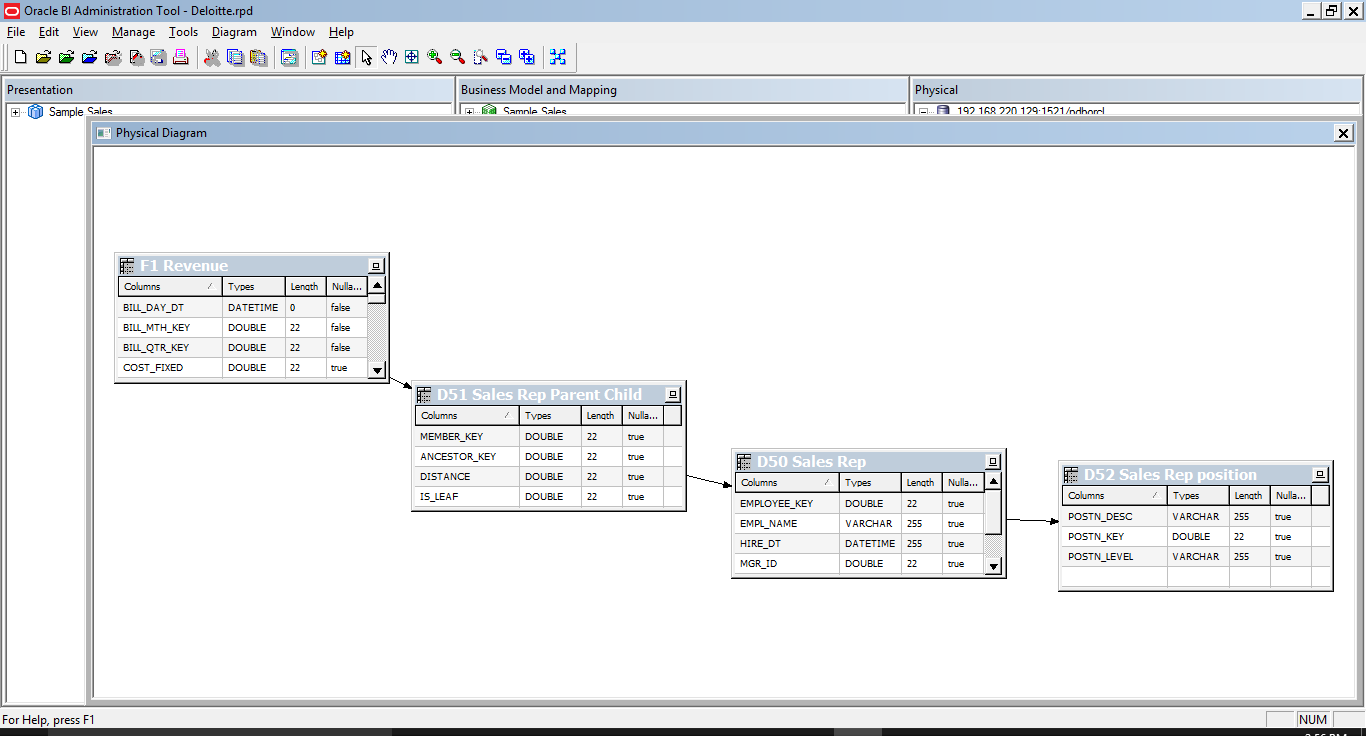 Oracle BI Administration Tool - Deloitte.rpd
File Edit View Manage Tools Diagram Window Help
Presentation Business Model and Mapping Physical
Sample Sales Sample Sales 192.168.220.129:1521/pdborcl
Physical Diagram
F1 Revenue
Columns Types Length Nulla...
BILL_DAY_DT DATETIME 0 false
BILL_MTH_KEY DOUBLE 22 false
BILL_QTR_KEY DOUBLE 22 false
COST_FIXED DOUBLE 22 true
D51 Sales Rep Parent Child
Columns Types Length Nulla...
MEMBER_KEY DOUBLE 22 true
ANCESTOR_KEY DOUBLE 22 true
DISTANCE DOUBLE 22 true
IS_LEAF DOUBLE 22 true
D50 Sales Rep
Columns Types Length Nulla...
EMPLOYEE_KEY DOUBLE 22 true
EMPL_NAME VARCHAR 255 true
HIRE_DT DATETIME 255 true
MGR_ID DOUBLE 22 true
D52 Sales Rep position
Columns Types Length Nulla...
POSTN_DESC VARCHAR 255 true
POSTN_KEY DOUBLE 22 true
POSTN_LEVEL VARCHAR 255 true
For Help, press F1 NUM